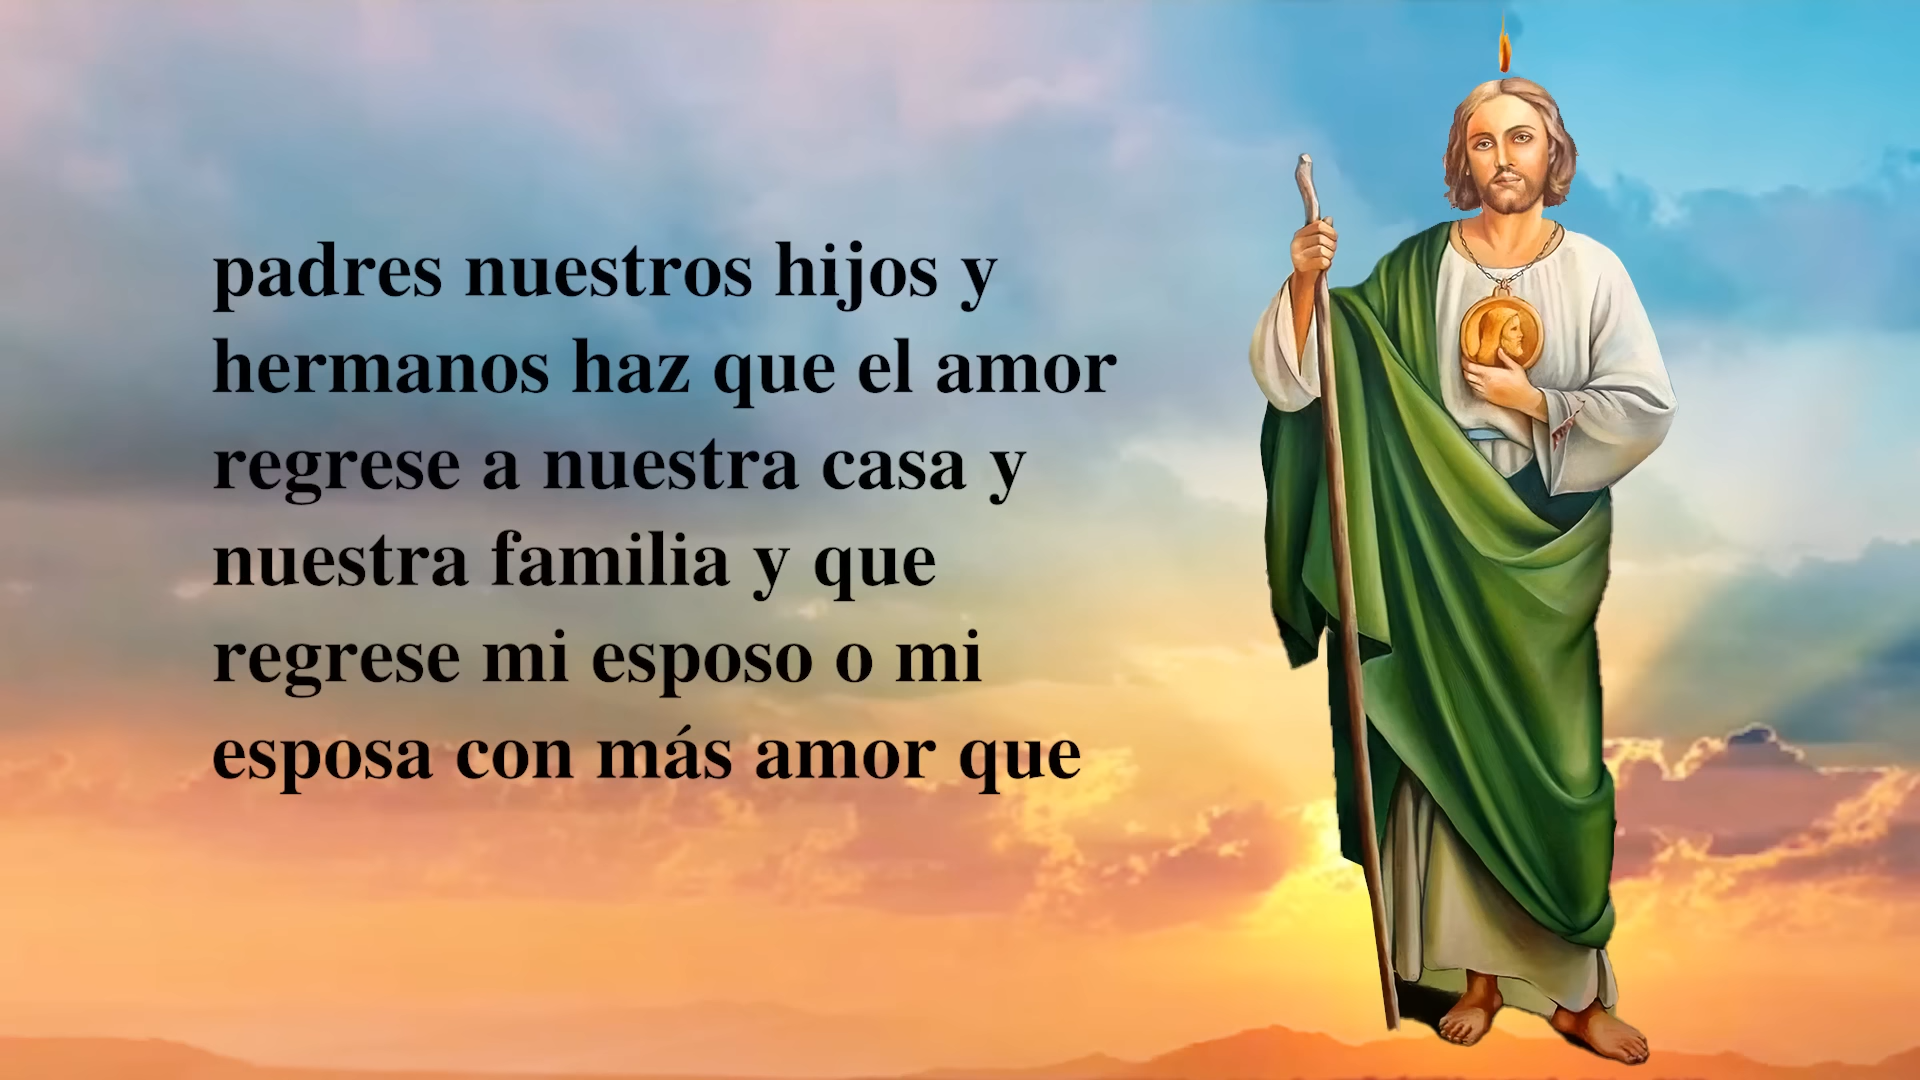 padres nuestros hijos y
hermanos haz que el amor
regrese a nuestra casa y
nuestra familia y que
regrese mi esposo o mi
esposa con más amor que